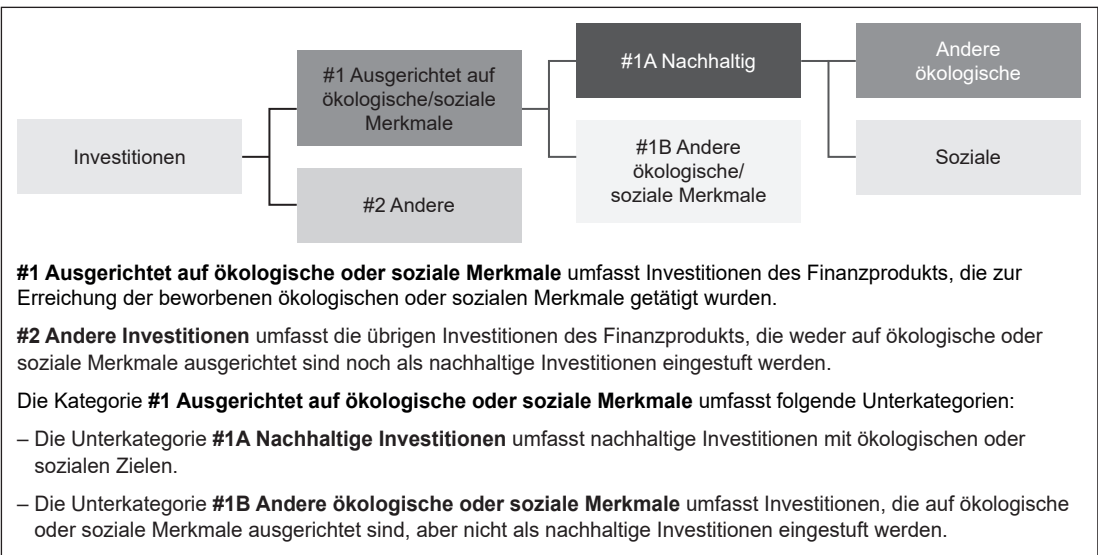 Investitionen
#1 Ausgerichtet auf
ökologische/soziale
Merkmale
#2 Andere
#1A Nachhaltig
#1B Andere
ökologische/
soziale Merkmale
Andere
ökologische
Soziale
#1 Ausgerichtet auf ökologische oder soziale Merkmale umfasst Investitionen des Finanzprodukts, die zur
Erreichung der beworbenen ökologischen oder sozialen Merkmale getätigt wurden.
#2 Andere Investitionen umfasst die übrigen Investitionen des Finanzprodukts, die weder auf ökologische oder
soziale Merkmale ausgerichtet sind noch als nachhaltige Investitionen eingestuft werden.
Die Kategorie #1 Ausgerichtet auf ökologische oder soziale Merkmale umfasst folgende Unterkategorien:
– Die Unterkategorie #1A Nachhaltige Investitionen umfasst nachhaltige Investitionen mit ökologischen oder
sozialen Zielen.
– Die Unterkategorie #1B Andere ökologische oder soziale Merkmale umfasst Investitionen, die auf ökologische
oder soziale Merkmale ausgerichtet sind, aber nicht als nachhaltige Investitionen eingestuft werden.